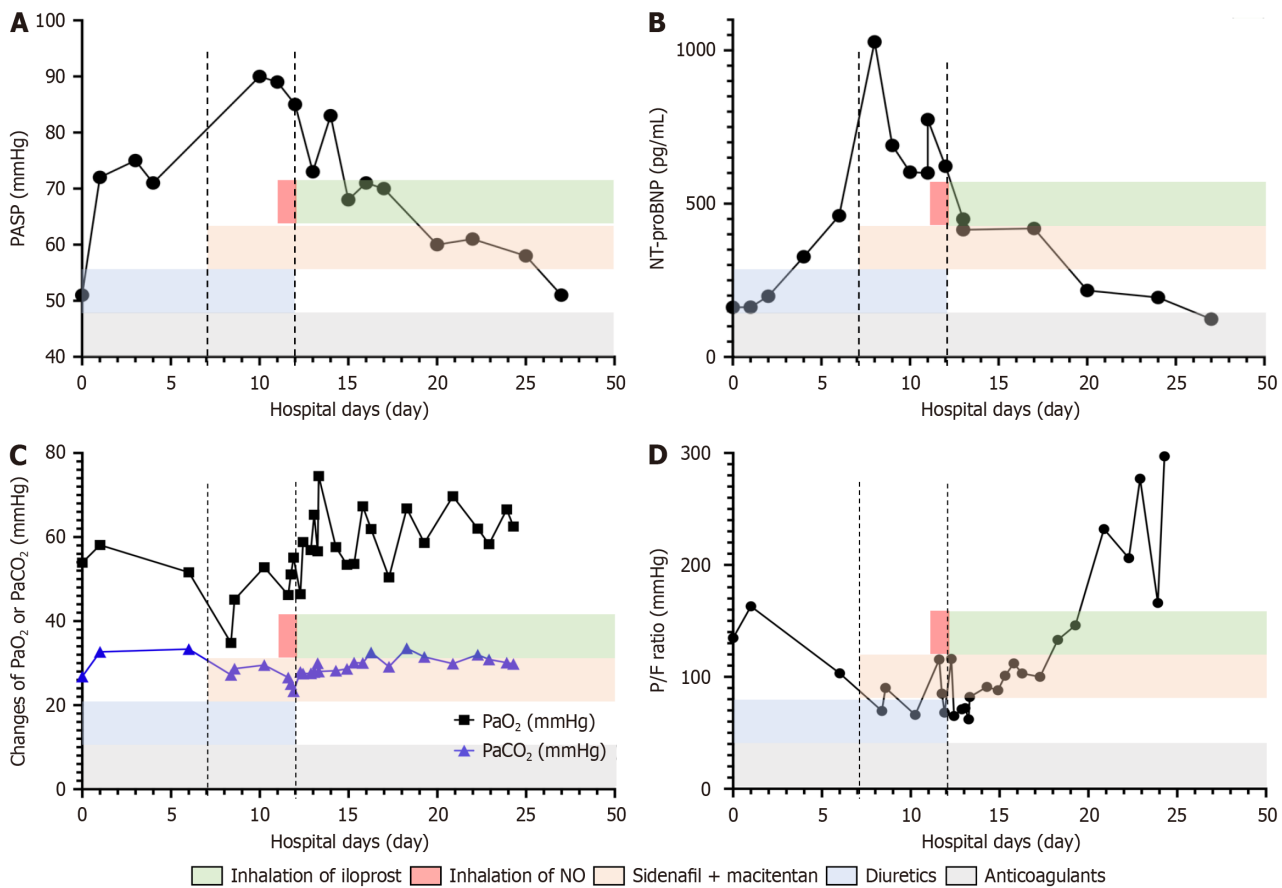 A
100
90
80
70
60
50
40
PASP (mmHg)
0 5 10 15 20 25 50
Hospital days (day)
B
1000
500
0
NT-proBNP (pg/mL)
0 5 10 15 20 25 50
Hospital days (day)
C
80
60
40
20
0
Changes of PaO₂ or PaCO₂ (mmHg)
PaO₂ (mmHg)
PaCO₂ (mmHg)
0 5 10 15 20 25 50
Hospital days (day)
D
300
200
100
0
P/F ratio (mmHg)
0 5 10 15 20 25 50
Hospital days (day)
Inhalation of iloprost Inhalation of NO Sidenafil + macitentan Diuretics Anticoagulants